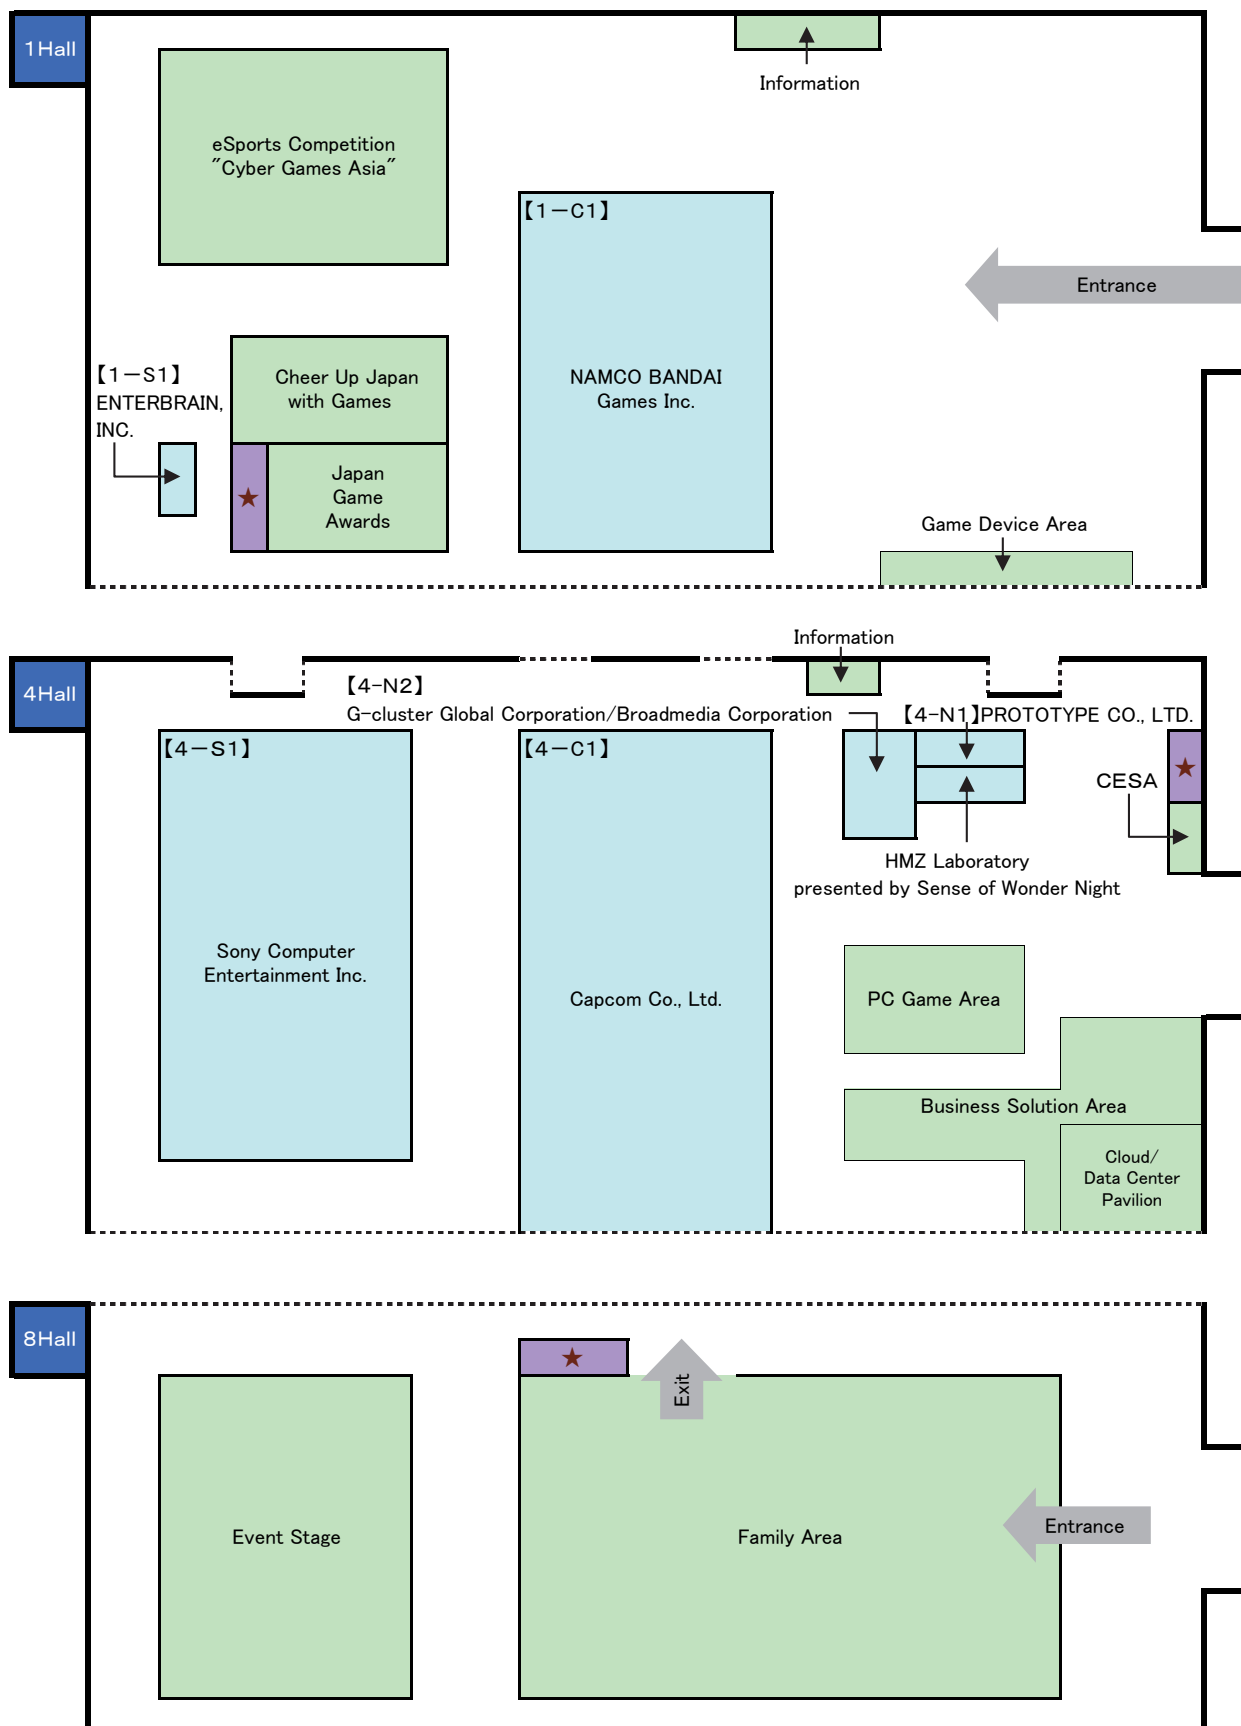 1Hall
Information
eSports Competition
"Cyber Games Asia"
【1-C1】
Entrance
【1-S1】
ENTERBRAIN,
INC.
Cheer Up Japan
with Games
NAMCO BANDAI
Games Inc.
Japan
Game
Awards
★
Game Device Area
4Hall
Information
【4-N2】
G-cluster Global Corporation/Broadmedia Corporation
【4-N1】PROTOTYPE CO., LTD.
【4-S1】
【4-C1】
★
CESA
HMZ Laboratory
presented by Sense of Wonder Night
Sony Computer
Entertainment Inc.
Capcom Co., Ltd.
PC Game Area
Business Solution Area
Cloud/
Data Center
Pavilion
8Hall
★
Exit
Event Stage
Family Area
Entrance